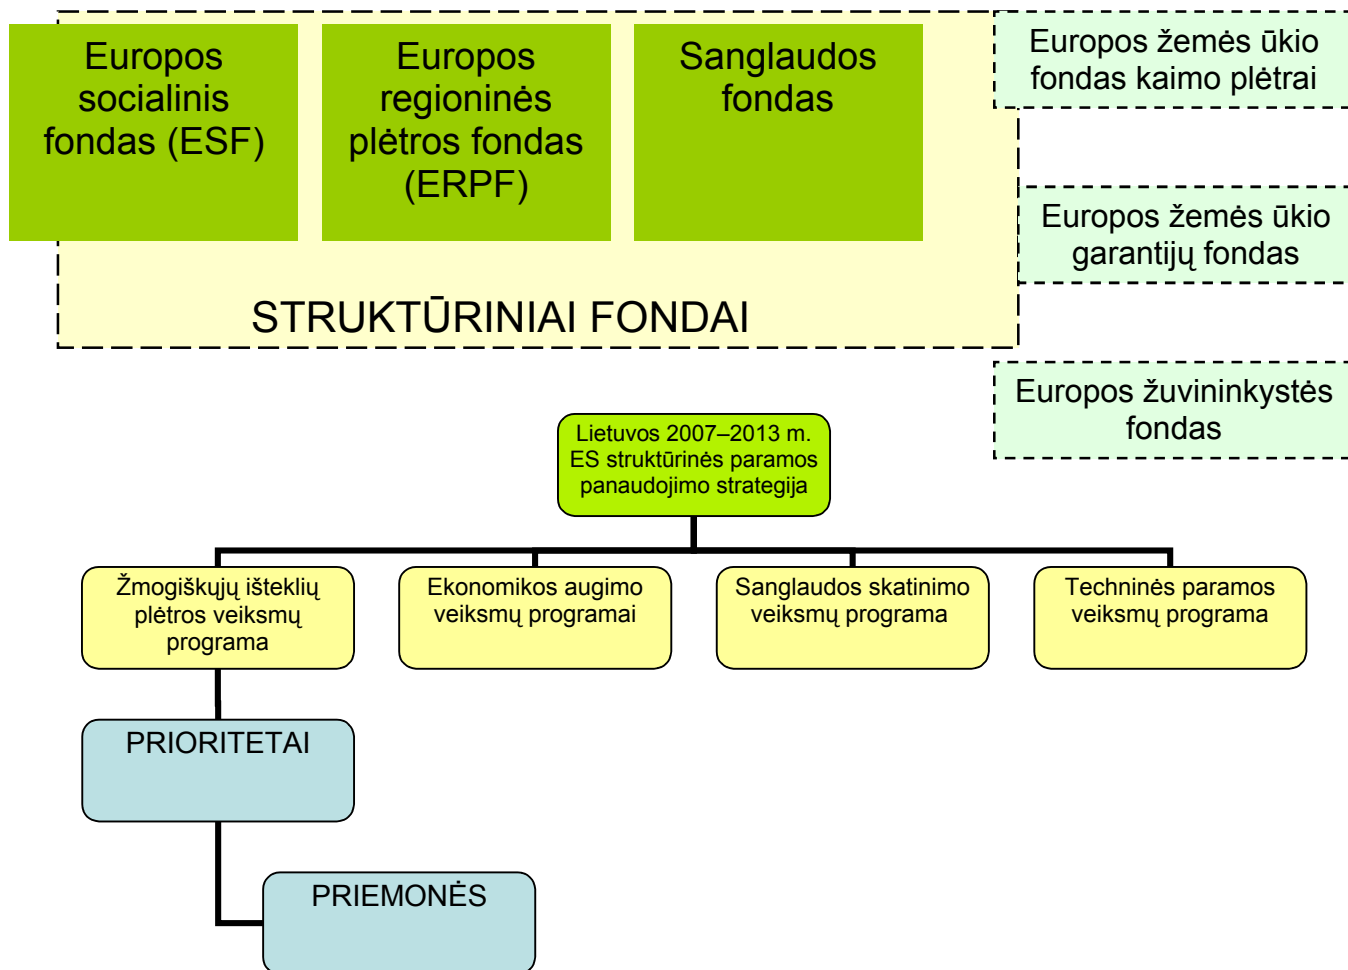 Europos
socialinis
fondas (ESF)
Europos
regioninės
plėtros fondas
(ERPF)
Sanglaudos
fondas
STRUKTŪRINIAI FONDAI
Europos žemės ūkio
fondas kaimo plėtrai
Europos žemės ūkio
garantijų fondas
Europos žuvininkystės
fondas
Lietuvos 2007–2013 m.
ES struktūrinės paramos
panaudojimo strategija
Žmogiškųjų išteklių
plėtros veiksmų
programa
Ekonomikos augimo
veiksmų programai
Sanglaudos skatinimo
veiksmų programa
Techninės paramos
veiksmų programa
PRIORITETAI
PRIEMONĖS